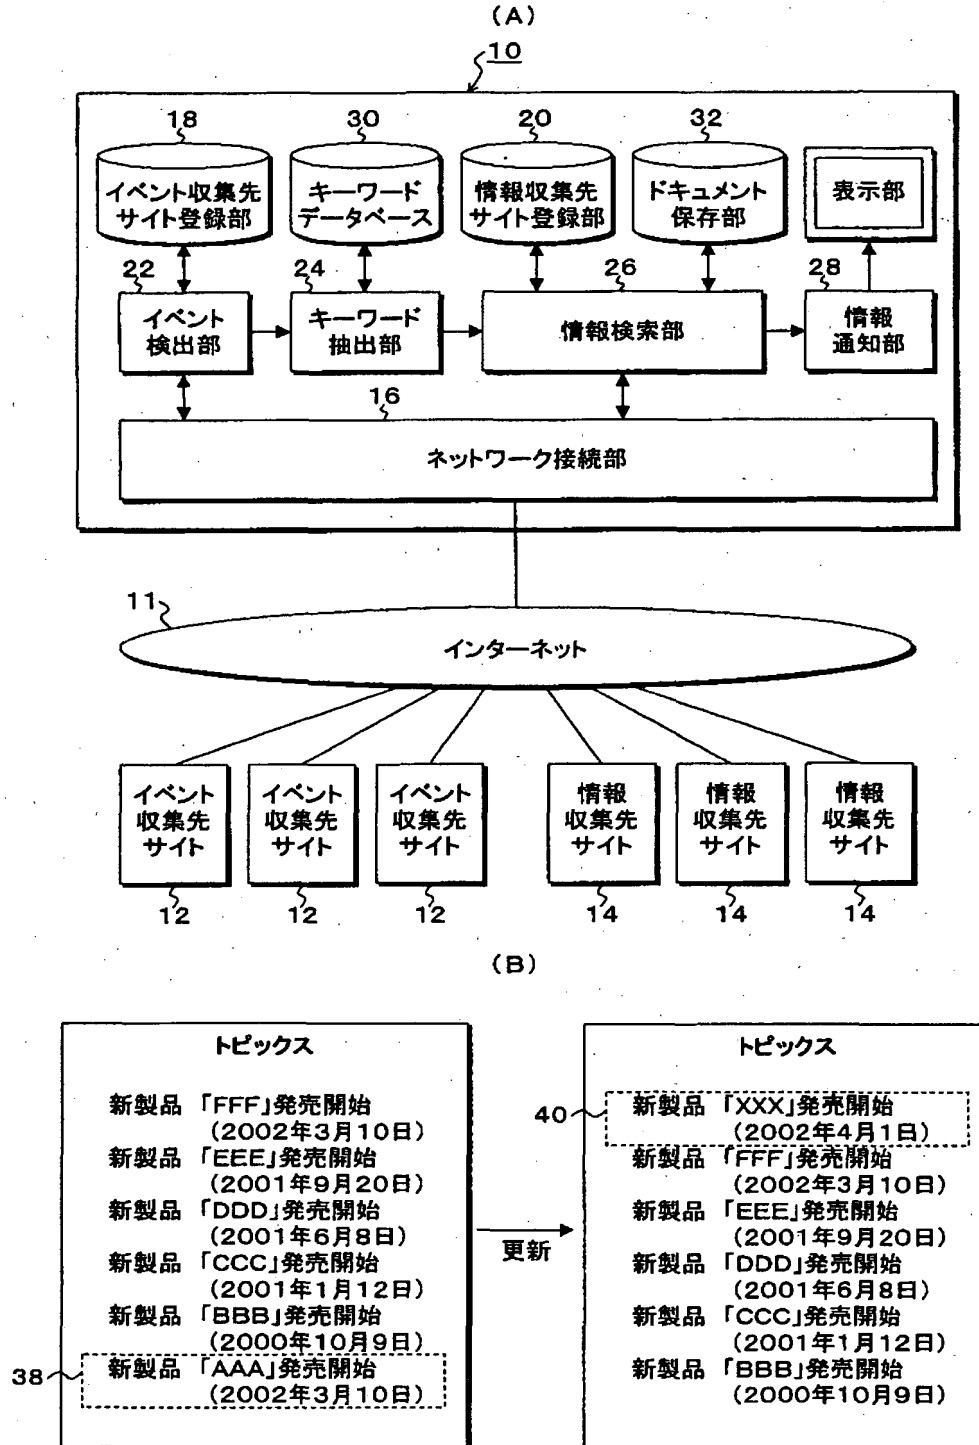 (A)
10
18
30
20
32
イベント収集先
サイト登録部
キーワード
データベース
情報収集先
サイト登録部
ドキュメント
保存部
表示部
22
24
26
28
イベント
検出部
キーワード
抽出部
情報検索部
情報
通知部
16
ネットワーク接続部
11
インターネット
イベント
収集先
サイト
イベント
収集先
サイト
イベント
収集先
サイト
情報
収集先
サイト
情報
収集先
サイト
情報
収集先
サイト
12
12
12
14
14
14
(B)
トピックス
新製品 「FFF」発売開始
(2002年3月10日)
新製品 「EEE」発売開始
(2001年9月20日)
新製品 「DDD」発売開始
(2001年6月8日)
新製品 「CCC」発売開始
(2001年1月12日)
新製品 「BBB」発売開始
(2000年10月9日)
38
新製品 「AAA」発売開始
(2002年3月10日)
更新
トピックス
40
新製品 「XXX」発売開始
(2002年4月1日)
新製品 「FFF」発売開始
(2002年3月10日)
新製品 「EEE」発売開始
(2001年9月20日)
新製品 「DDD」発売開始
(2001年6月8日)
新製品 「CCC」発売開始
(2001年1月12日)
新製品 「BBB」発売開始
(2000年10月9日)